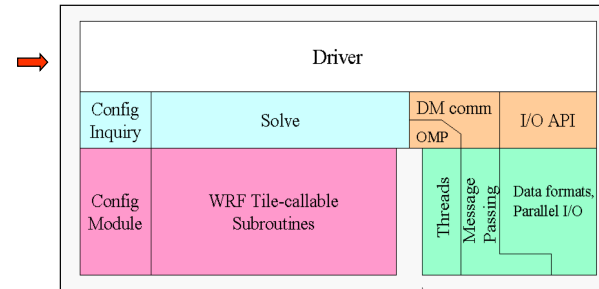 Driver
Config
Inquiry
Solve
DM comm
OMP
I/O API
Config
Module
WRF Tile-callable
Subroutines
Threads
Message
Passing
Data formats,
Parallel I/O